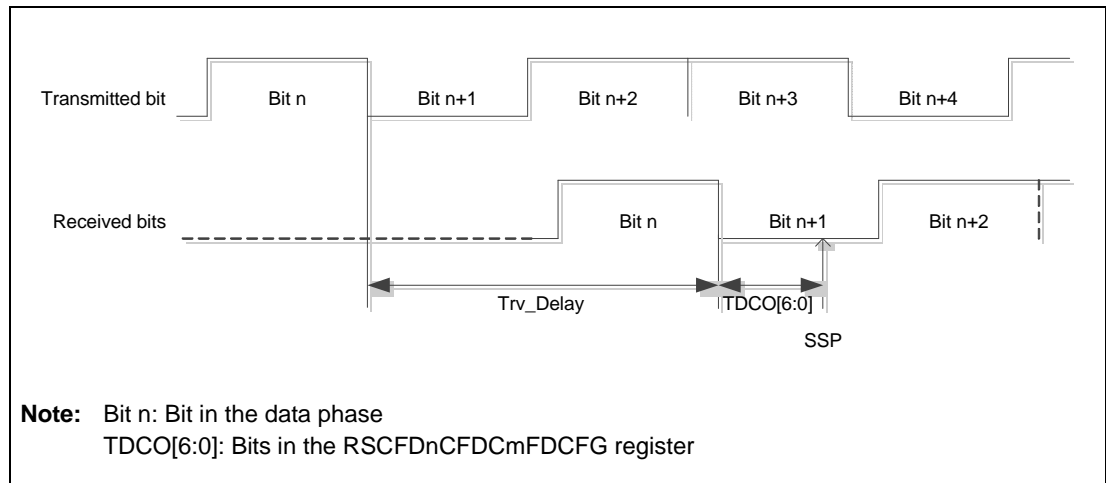 Transmitted bit
Bit n
Bit n+1
Bit n+2
Bit n+3
Bit n+4
Received bits
Bit n
Bit n+1
Bit n+2
Trv_Delay
TDCO[6:0]
SSP
Note: Bit n: Bit in the data phase
TDCO[6:0]: Bits in the RSCFDnCFDCmFDCFG register